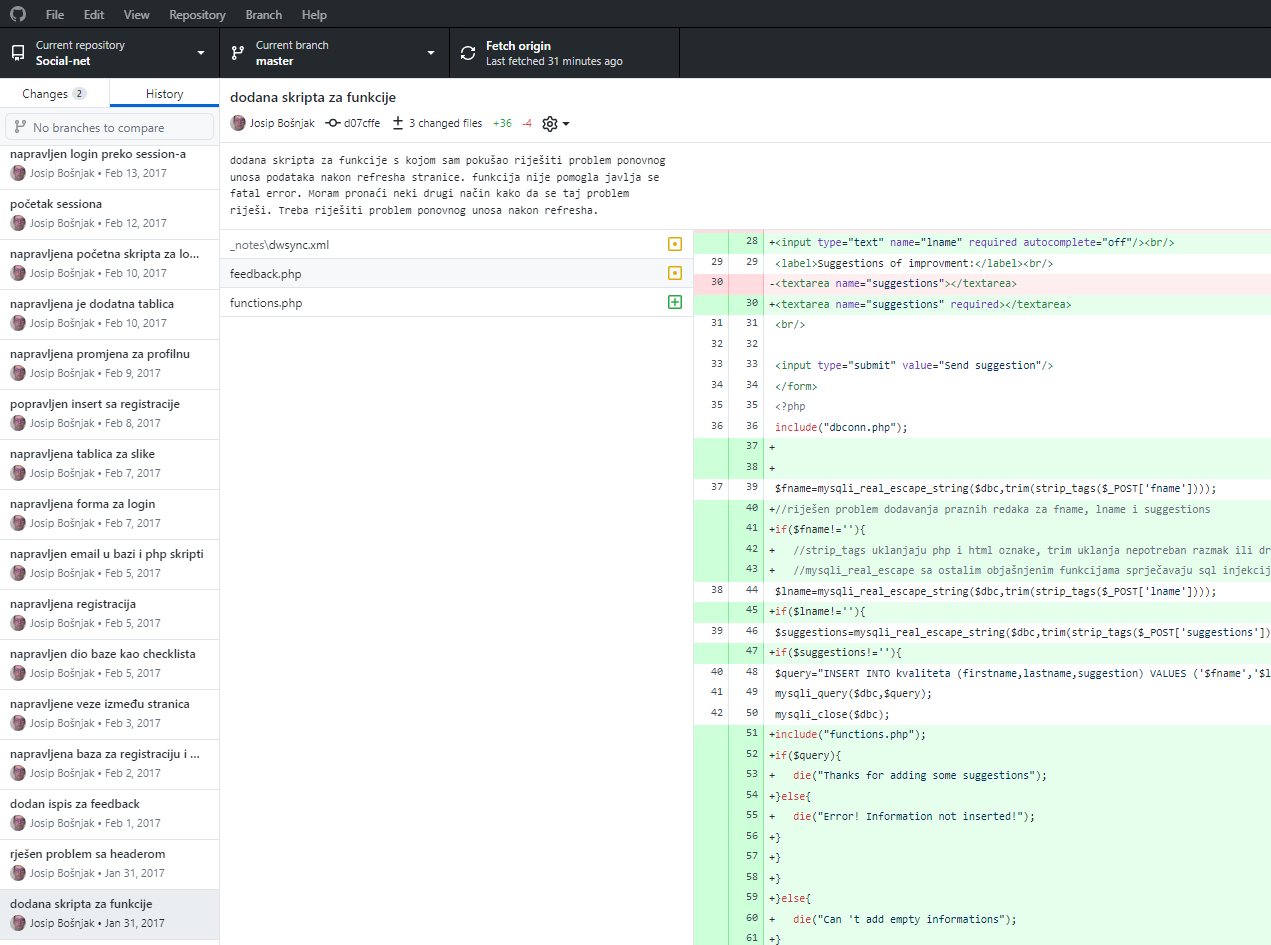 File Edit View Repository Branch Help
Current repository
Social-net
Current branch
master
Fetch origin
Last fetched 31 minutes ago
Changes 2 History
No branches to compare
napravljen login preko session-a
Josip Bošnjak • Feb 13, 2017
početak sessiona
Josip Bošnjak • Feb 12, 2017
napravljena početna skripta za lo...
Josip Bošnjak • Feb 10, 2017
napravljena je dodatna tablica
Josip Bošnjak • Feb 10, 2017
napravljena promjena za profilnu
Josip Bošnjak • Feb 9, 2017
popravljen insert sa registracije
Josip Bošnjak • Feb 8, 2017
napravljena tablica za slike
Josip Bošnjak • Feb 7, 2017
napravljena forma za login
Josip Bošnjak • Feb 7, 2017
napravljen email u bazi i php skripti
Josip Bošnjak • Feb 5, 2017
napravljena registracija
Josip Bošnjak • Feb 5, 2017
napravljen dio baze kao checklista
Josip Bošnjak • Feb 5, 2017
napravljene veze između stranica
Josip Bošnjak • Feb 3, 2017
napravljena baza za registraciju i ...
Josip Bošnjak • Feb 2, 2017
dodan ispis za feedback
Josip Bošnjak • Feb 1, 2017
rješen problem sa headerom
Josip Bošnjak • Jan 31, 2017
dodana skripta za funkcije
Josip Bošnjak • Jan 31, 2017
dodana skripta za funkcije
Josip Bošnjak d07cffe 3 changed files +36 -4
dodana skripta za funkcije s kojom sam pokušao riješiti problem ponovnog
unosa podataka nakon refresha stranice. funkcija nije pomogla javlja se
fatal error. Moram pronaći neki drugi način kako da se taj problem
riješi. Treba riješiti problem ponovnog unosa nakon refresha.
_notes\dwsync.xml
feedback.php
functions.php
28 +<input type="text" name="lname" required autocomplete="off"/><br/>
29 29 <label>Suggestions of improvment:</label><br/>
30 -<textarea name="suggestions"></textarea>
30 +<textarea name="suggestions" required></textarea>
31 31 <br/>
32 32
33 33 <input type="submit" value="Send suggestion"/>
34 34 </form>
35 35 <?php
36 36 include("dbconn.php");
37 +
38 +
37 39 $fname=mysqli_real_escape_string($dbc,trim(strip_tags($_POST['fname'])));
40 +//riješen problem dodavanja praznih redaka za fname, lname i suggestions
41 +if($fname!=''){
42 + //strip_tags uklanjaju php i html oznake, trim uklanja nepotreban razmak ili dr
43 + //mysqli_real_escape sa ostalim objašnjenim funkcijama sprječavaju sql injekcij
38 44 $lname=mysqli_real_escape_string($dbc,trim(strip_tags($_POST['lname'])));
45 +if($lname!=''){
39 46 $suggestions=mysqli_real_escape_string($dbc,trim(strip_tags($_POST['suggestions'])
47 +if($suggestions!=''){
40 48 $query="INSERT INTO kvaliteta (firstname,lastname,suggestion) VALUES ('$fname','$l
41 49 mysqli_query($dbc,$query);
42 50 mysqli_close($dbc);
51 +include("functions.php");
52 +if($query){
53 + die("Thanks for adding some suggestions");
54 +}else{
55 + die("Error! Information not inserted!");
56 +}
57 +}
58 +}
59 +}else{
60 + die("Can 't add empty informations");
61 +}